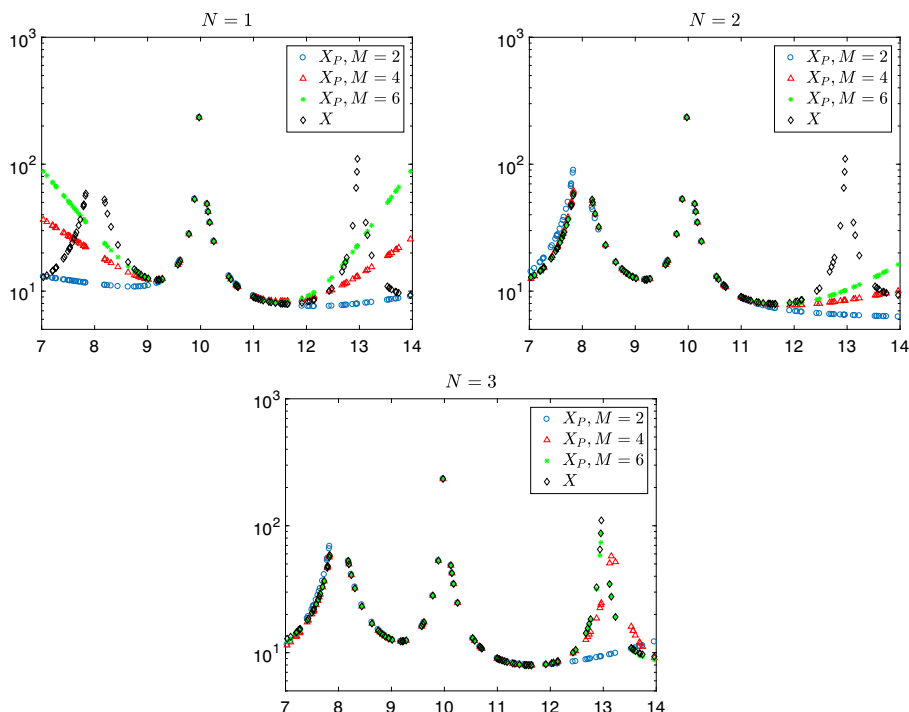 N = 1
10^3
10^2
10^1
7 8 9 10 11 12 13 14
X_P, M = 2
X_P, M = 4
X_P, M = 6
X
N = 2
10^3
10^2
10^1
7 8 9 10 11 12 13 14
X_P, M = 2
X_P, M = 4
X_P, M = 6
X
N = 3
10^3
10^2
10^1
7 8 9 10 11 12 13 14
X_P, M = 2
X_P, M = 4
X_P, M = 6
X